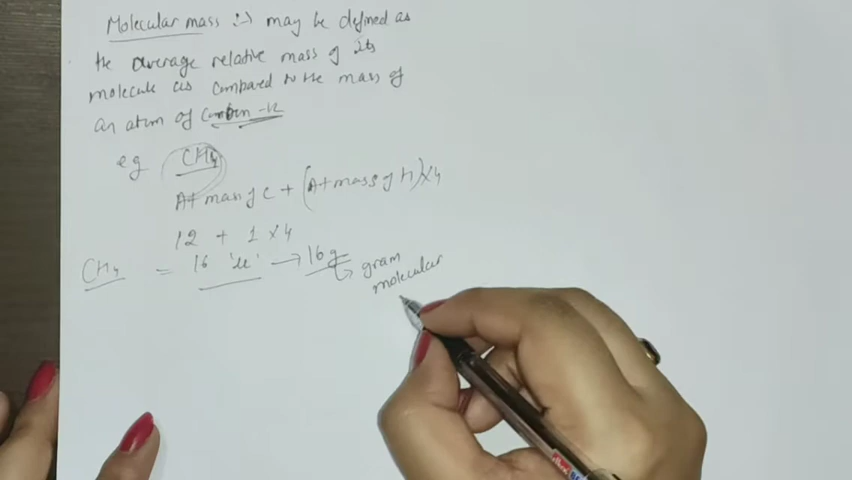 Molecular mass :-) may be defined as
the average relative mass of its
molecule as compared to the mass of
an atom of Carbon-12
eg CH4
At mass of C + (At mass of H) X 4
12 + 1 X 4
CH4 = 16 'u' → 16g
gram
molecular